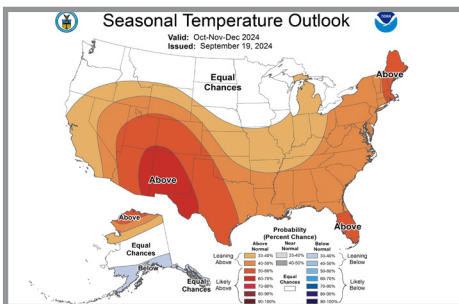 Seasonal Temperature Outlook
Valid: Oct-Nov-Dec 2024
Issued: September 19, 2024
NOAA
Equal
Chances
Above
Above
Above
Above
Equal
Chances
Below
Equal
Chances
Probability
(Percent Chance)
Above
Normal
Near
Normal
Below
Normal
Leaning
Above
Likely
Above
33-40%
40-50%
50-60%
60-70%
70-80%
80-90%
90-100%
33-40%
40-50%
Equal
Chances
33-40%
40-50%
50-60%
60-70%
70-80%
80-90%
90-100%
Leaning
Below
Likely
Below